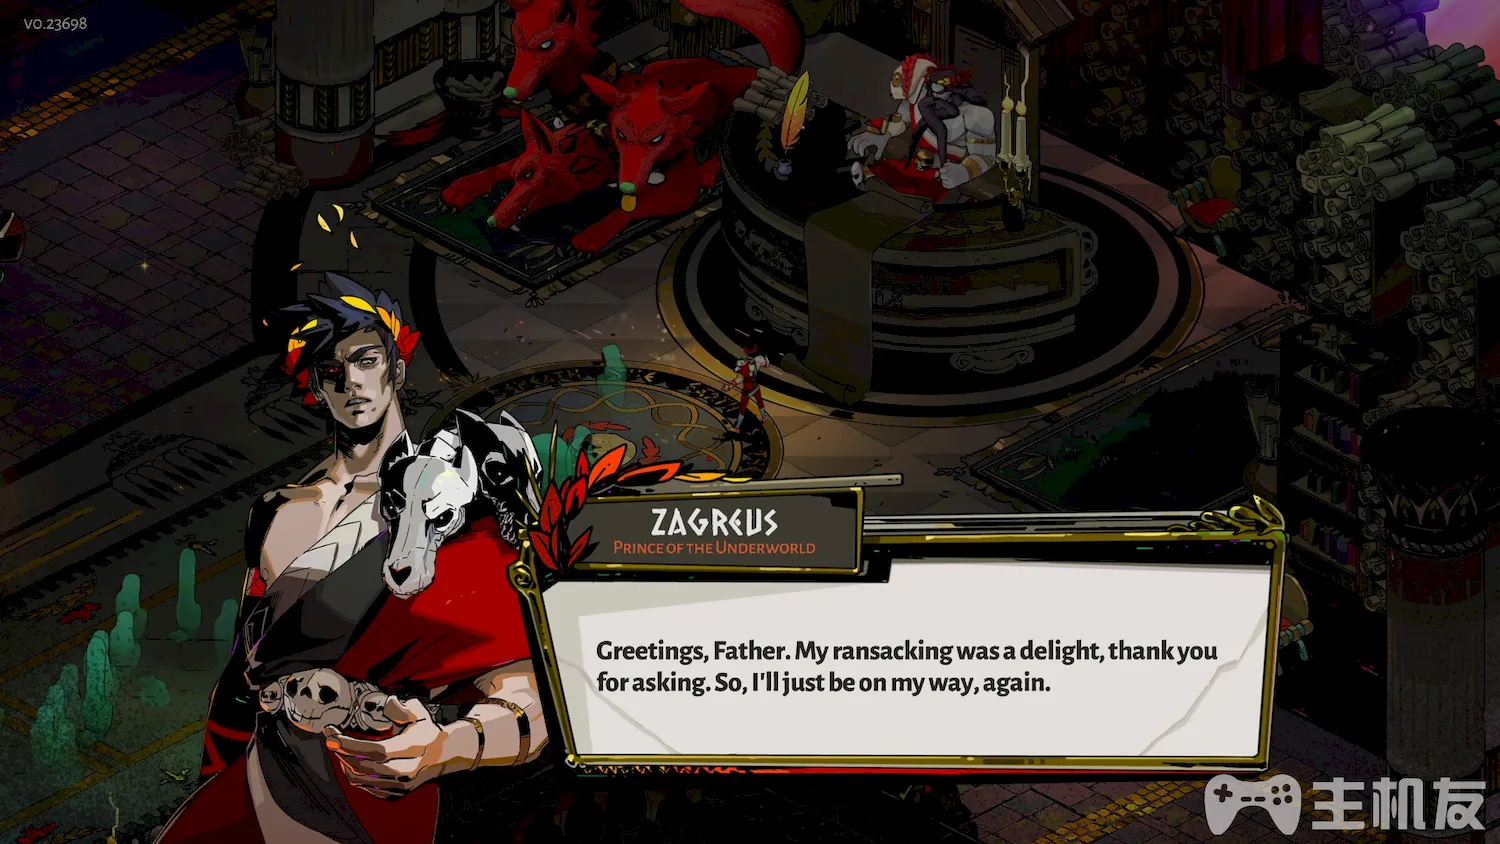 V0.23698
ZAGREUS
PRINCE OF THE UNDERWORLD
Greetings, Father. My ransacking was a delight, thank you
for asking. So, I'll just be on my way, again.
主机友